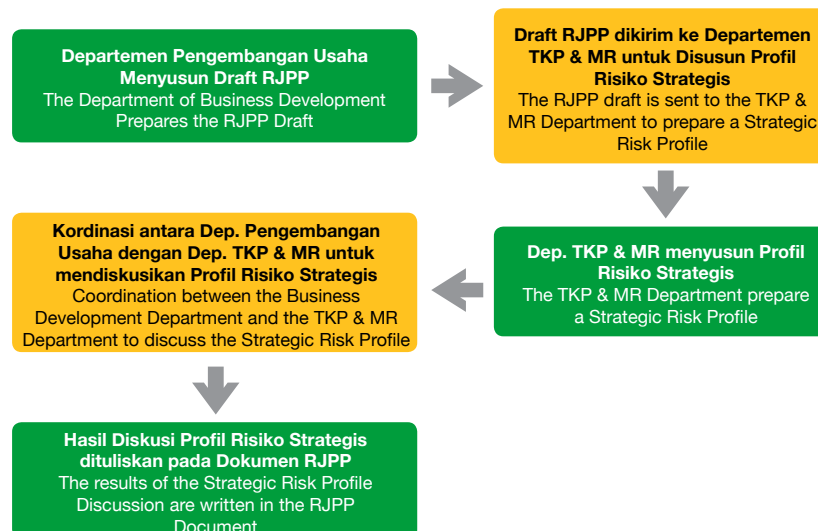 Departemen Pengembangan Usaha
Menyusun Draft RJPP
The Department of Business Development
Prepares the RJPP Draft
Draft RJPP dikirim ke Departemen
TKP & MR untuk Disusun Profil
Risiko Strategis
The RJPP draft is sent to the TKP &
MR Department to prepare a Strategic
Risk Profile
Dep. TKP & MR menyusun Profil
Risiko Strategis
The TKP & MR Department prepare
a Strategic Risk Profile
Kordinasi antara Dep. Pengembangan
Usaha dengan Dep. TKP & MR untuk
mendiskusikan Profil Risiko Strategis
Coordination between the Business
Development Department and the TKP & MR
Department to discuss the Strategic Risk Profile
Hasil Diskusi Profil Risiko Strategis
dituliskan pada Dokumen RJPP
The results of the Strategic Risk Profile
Discussion are written in the RJPP
Document